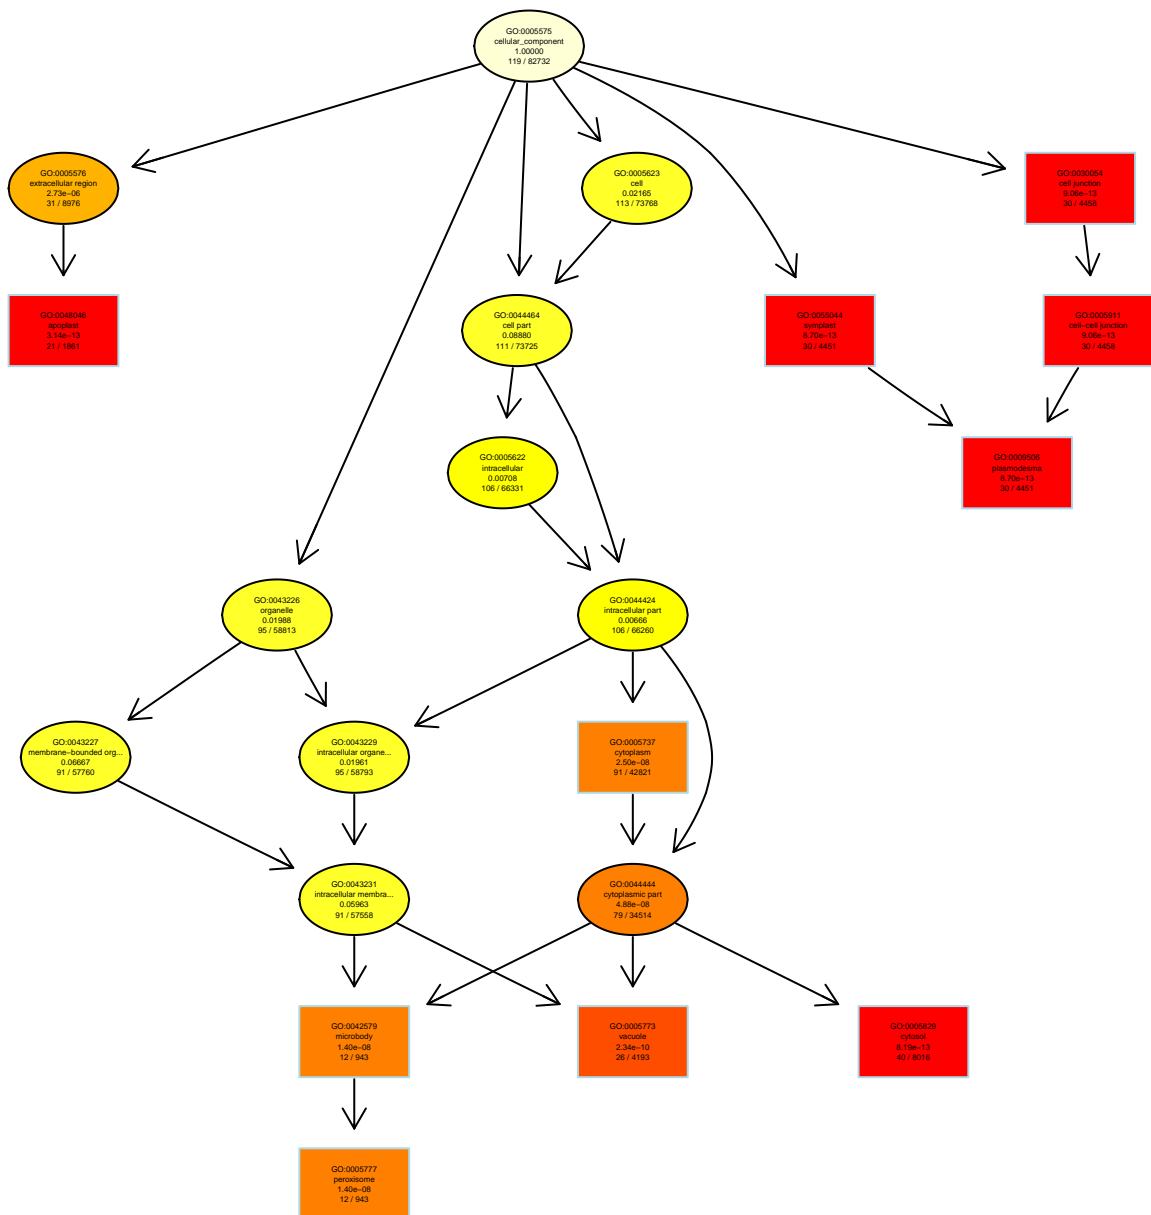 GO:0005575
cellular_component
1.00000
119 / 82732
GO:0005576
extracellular region
2.73e−06
31 / 8976
GO:0005623
cell
0.02165
113 / 73768
GO:0030054
cell junction
9.06e−13
30 / 4458
GO:0048046
apoplast
3.14e−13
21 / 1861
GO:0044464
cell part
0.08880
111 / 73725
GO:0055044
symplast
8.70e−13
30 / 4451
GO:0005911
cell−cell junction
9.06e−13
30 / 4458
GO:0005622
intracellular
0.00708
106 / 66331
GO:0009506
plasmodesma
8.70e−13
30 / 4451
GO:0043226
organelle
0.01988
95 / 58813
GO:0044424
intracellular part
0.00666
106 / 66260
GO:0043227
membrane−bounded org...
0.06667
91 / 57760
GO:0043229
intracellular organe...
0.01961
95 / 58793
GO:0005737
cytoplasm
2.50e−08
91 / 42821
GO:0043231
intracellular membra...
0.05963
91 / 57558
GO:0044444
cytoplasmic part
4.88e−08
79 / 34514
GO:0042579
microbody
1.40e−08
12 / 943
GO:0005773
vacuole
2.34e−10
26 / 4193
GO:0005829
cytosol
8.19e−13
40 / 8016
GO:0005777
peroxisome
1.40e−08
12 / 943